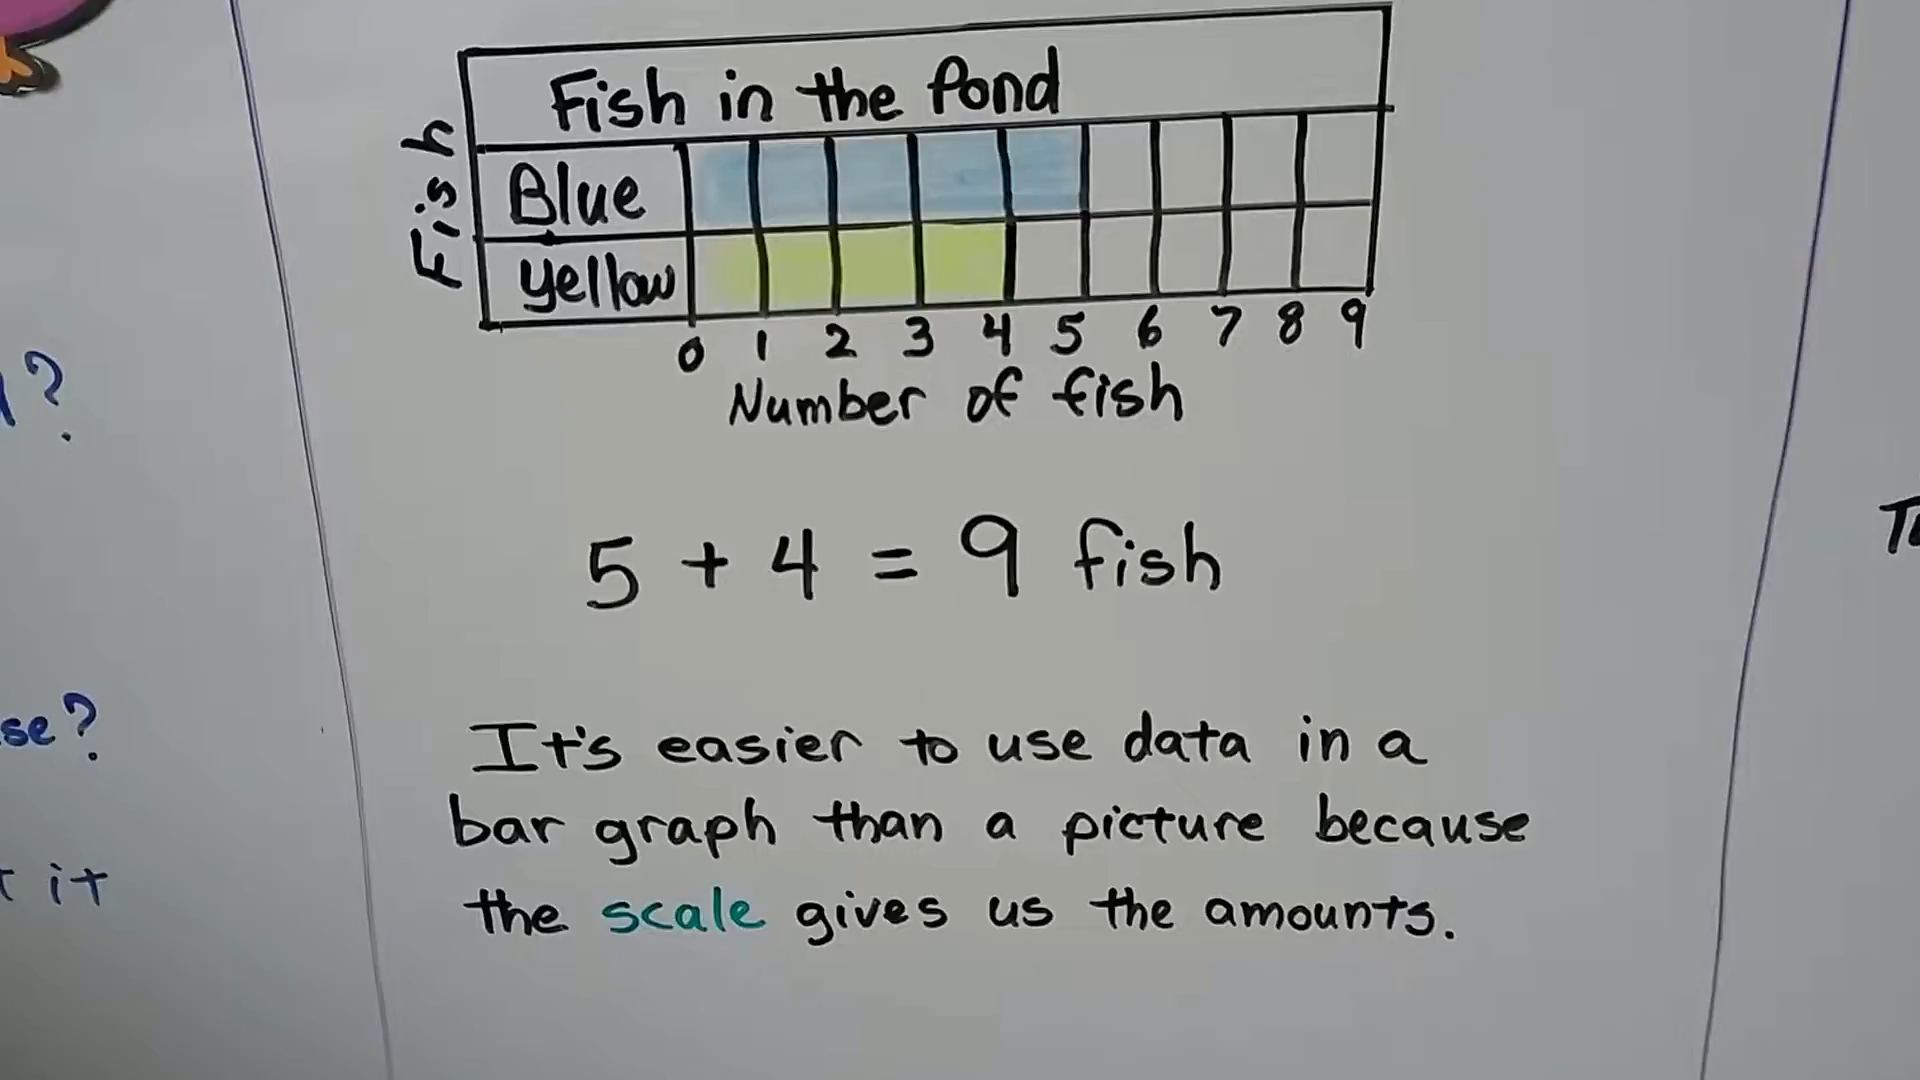 Fish in the Pond
Fish
Blue
Yellow
0 1 2 3 4 5 6 7 8 9
Number of fish
5 + 4 = 9 fish
It's easier to use data in a
bar graph than a picture because
the scale gives us the amounts.
?
se?
it